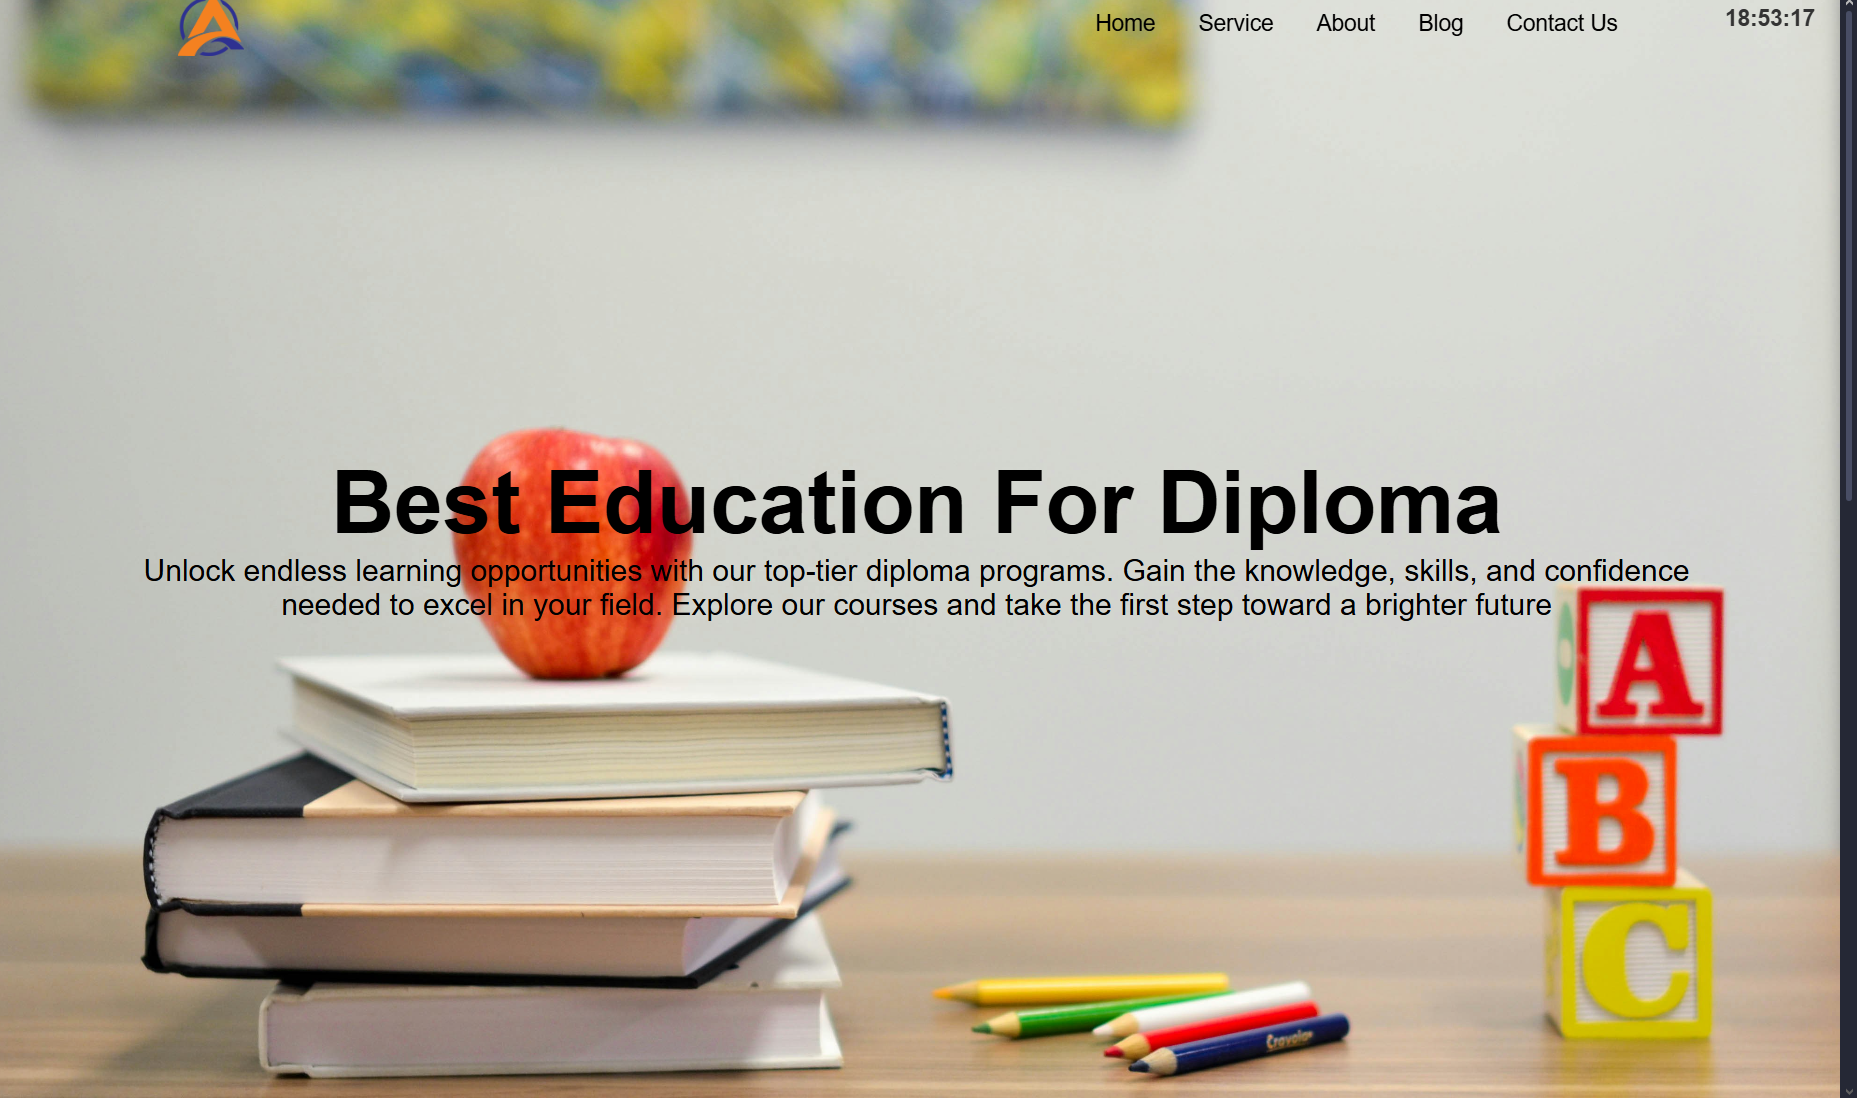 Home Service About Blog Contact Us 18:53:17
Best Education For Diploma
Unlock endless learning opportunities with our top-tier diploma programs. Gain the knowledge, skills, and confidence
needed to excel in your field. Explore our courses and take the first step toward a brighter future
A
B
C
Crayola